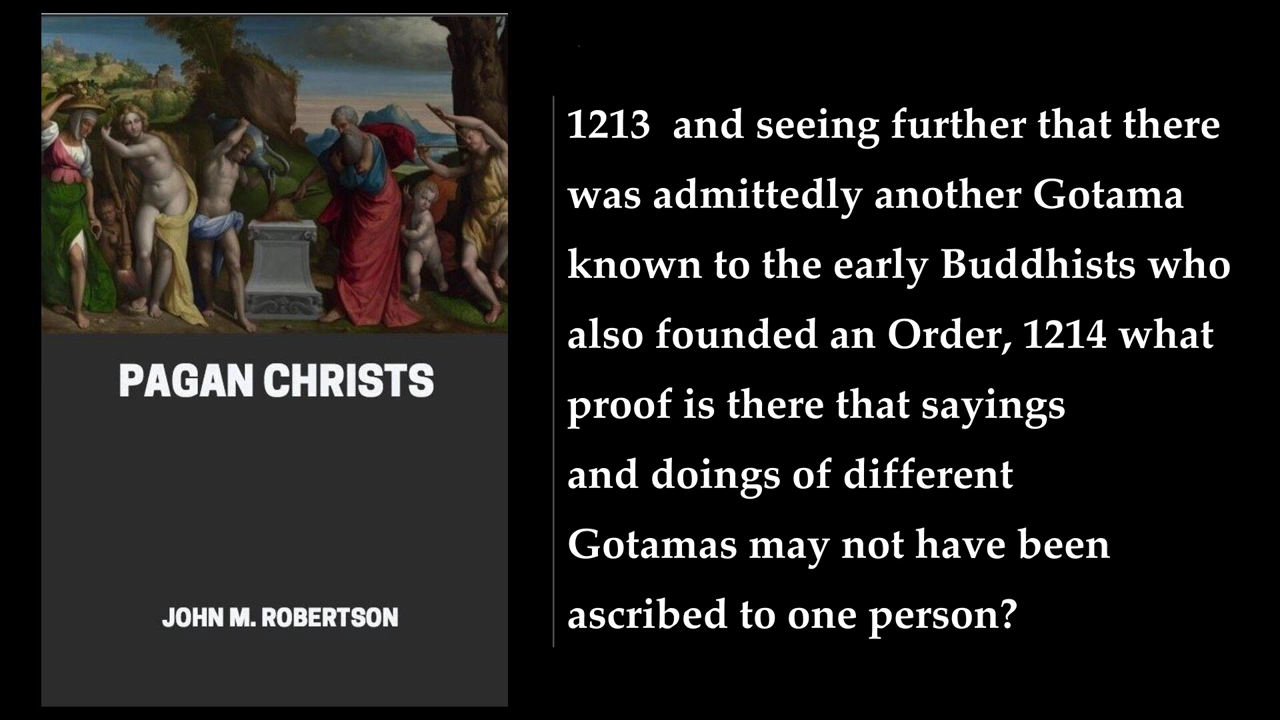 PAGAN CHRISTS
JOHN M. ROBERTSON
1213  and seeing further that there
was admittedly another Gotama
known to the early Buddhists who
also founded an Order, 1214 what
proof is there that sayings
and doings of different
Gotamas may not have been
ascribed to one person?